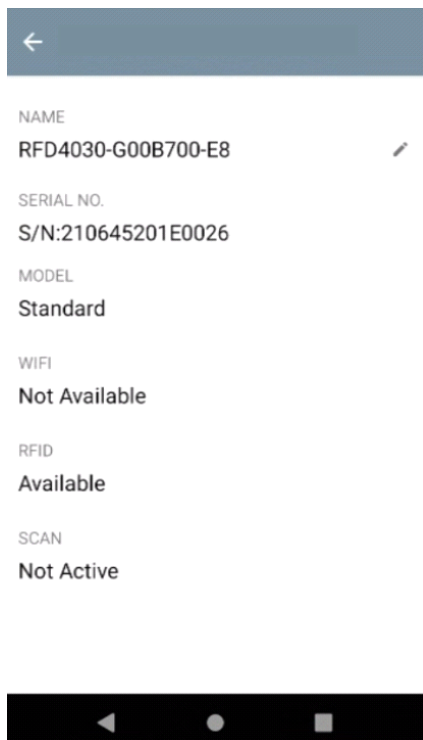 NAME
RFD4030-G00B700-E8
SERIAL NO.
S/N:210645201E0026
MODEL
Standard
WIFI
Not Available
RFID
Available
SCAN
Not Active